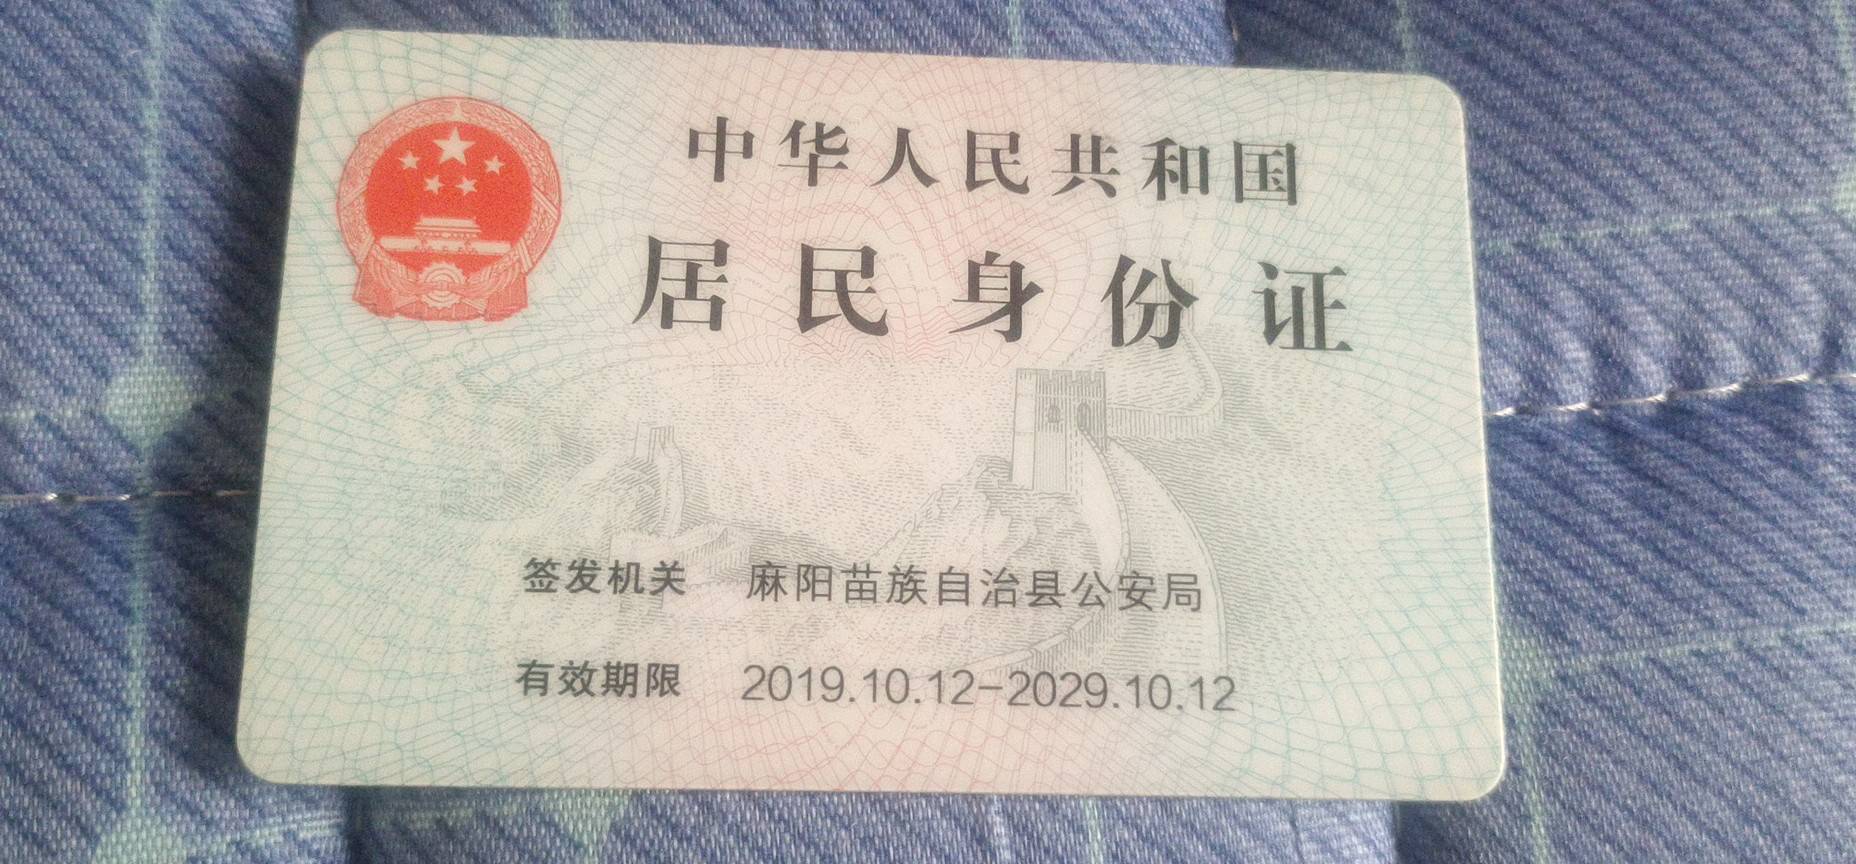 中华人民共和国
居民身份证
签发机关 麻阳苗族自治县公安局
有效期限 2019.10.12-2029.10.12